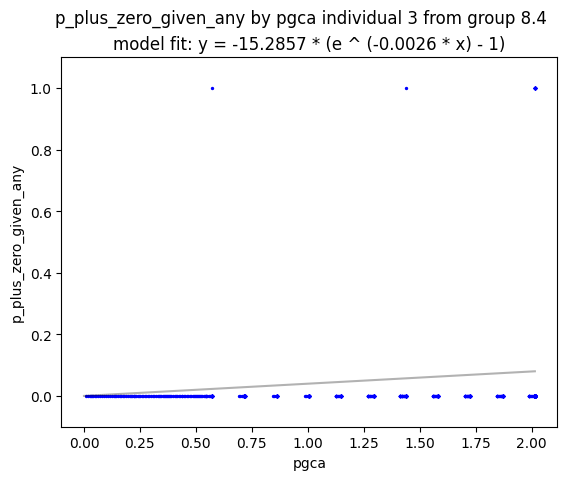 p_plus_zero_given_any by pgca individual 3 from group 8.4
model fit: y = -15.2857 * (e ^ (-0.0026 * x) - 1)
1.0
0.8
0.6
0.4
0.2
0.0
p_plus_zero_given_any
0.00 0.25 0.50 0.75 1.00 1.25 1.50 1.75 2.00
pgca